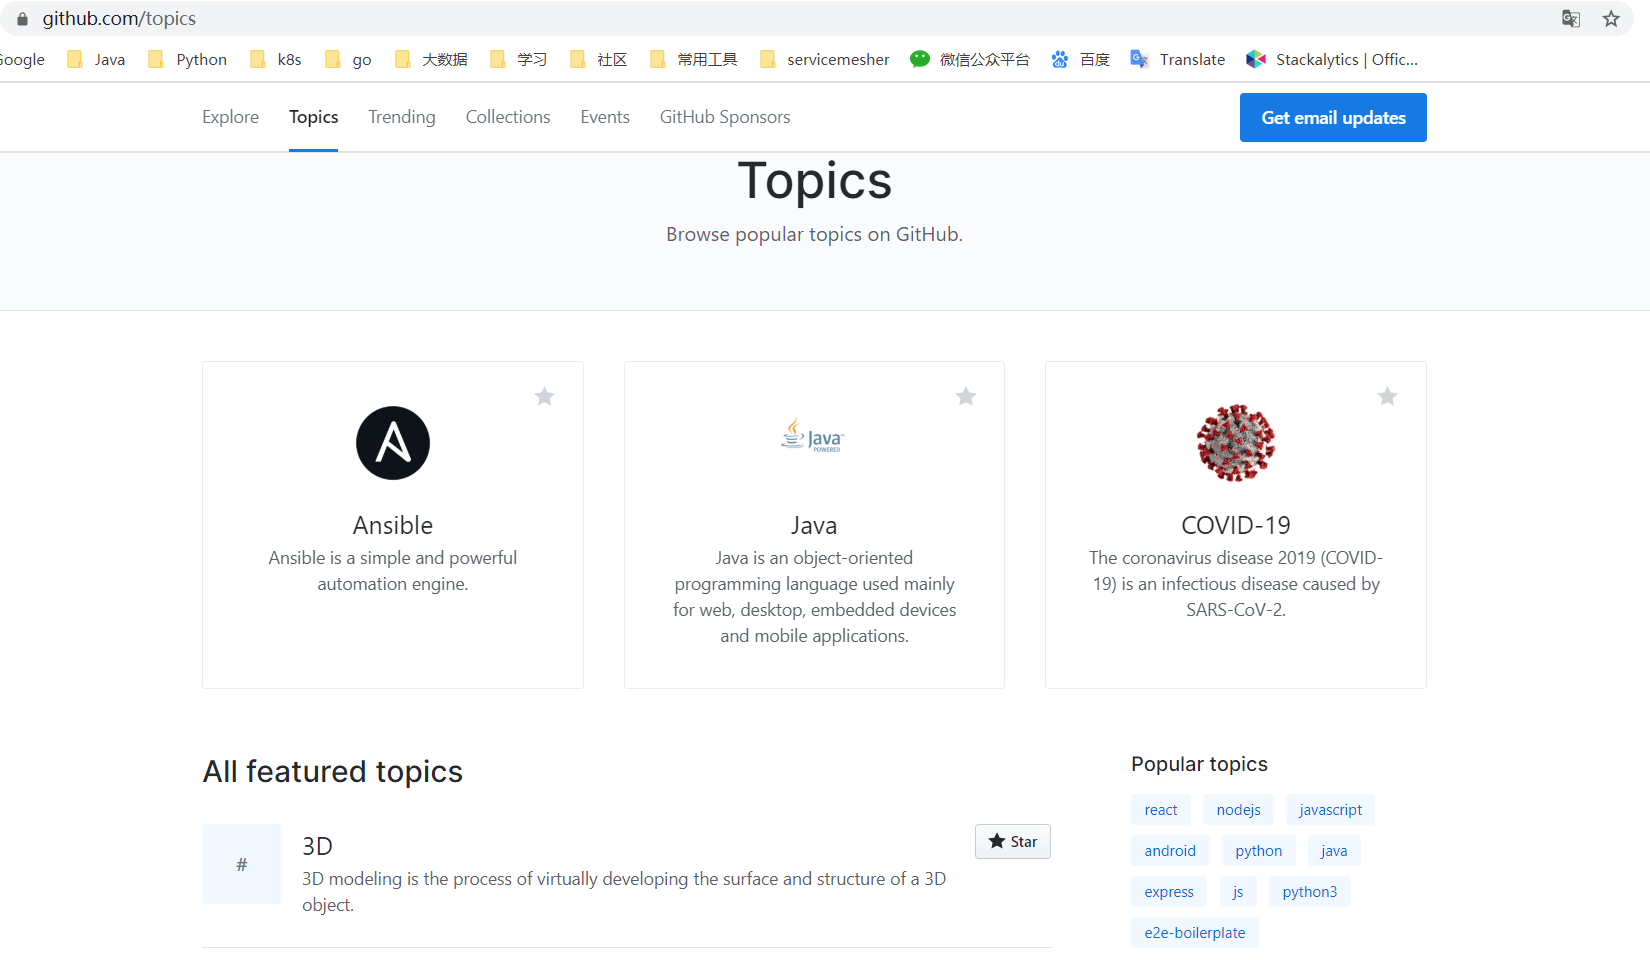 github.com/topics
Google Java Python k8s go 大数据 学习 社区 常用工具 servicemesher 微信公众平台 百度 Translate Stackalytics | Offic...
Explore Topics Trending Collections Events GitHub Sponsors Get email updates
Topics
Browse popular topics on GitHub.
Ansible
Ansible is a simple and powerful
automation engine.
Java™
POWERED
Java
Java is an object-oriented
programming language used mainly
for web, desktop, embedded devices
and mobile applications.
COVID-19
The coronavirus disease 2019 (COVID-
19) is an infectious disease caused by
SARS-CoV-2.
All featured topics
#
3D
Star
3D modeling is the process of virtually developing the surface and structure of a 3D
object.
Popular topics
react nodejs javascript
android python java
express js python3
e2e-boilerplate